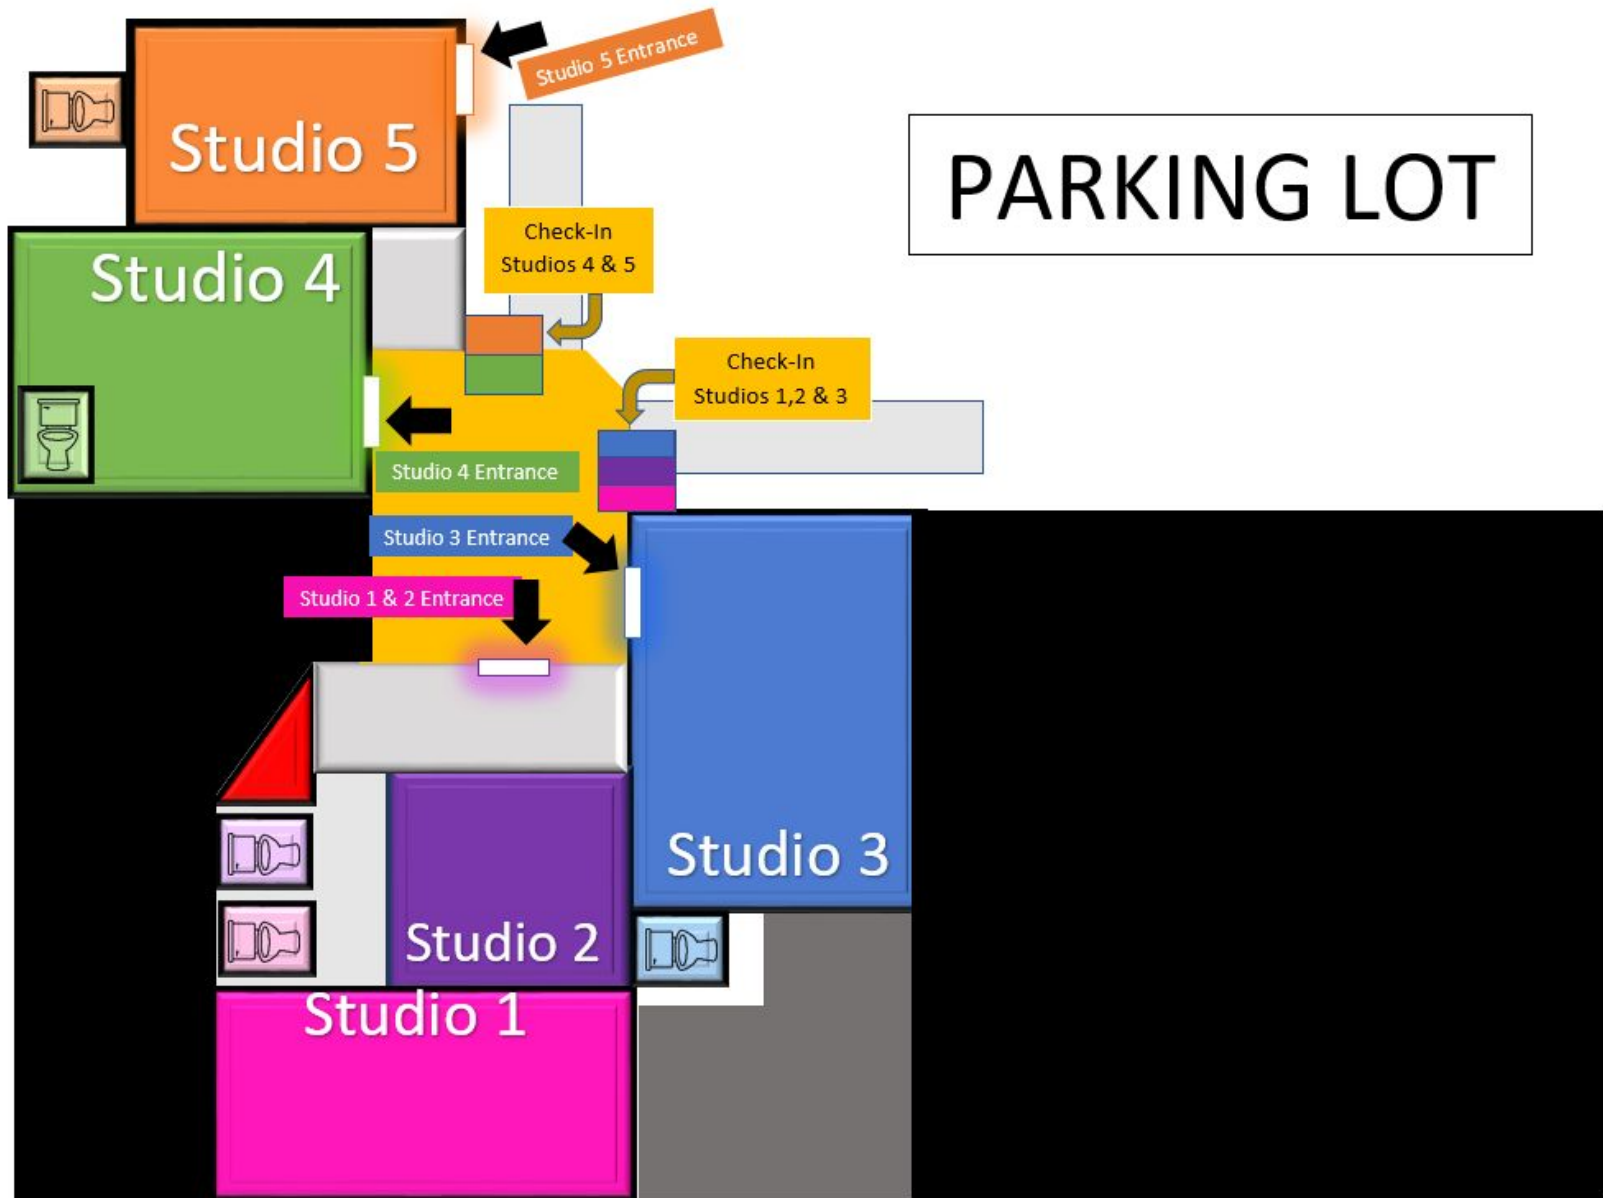 Studio 5 Entrance
Studio 5
PARKING LOT
Check-In
Studios 4 & 5
Studio 4
Check-In
Studios 1,2 & 3
Studio 4 Entrance
Studio 3 Entrance
Studio 1 & 2 Entrance
Studio 3
Studio 2
Studio 1